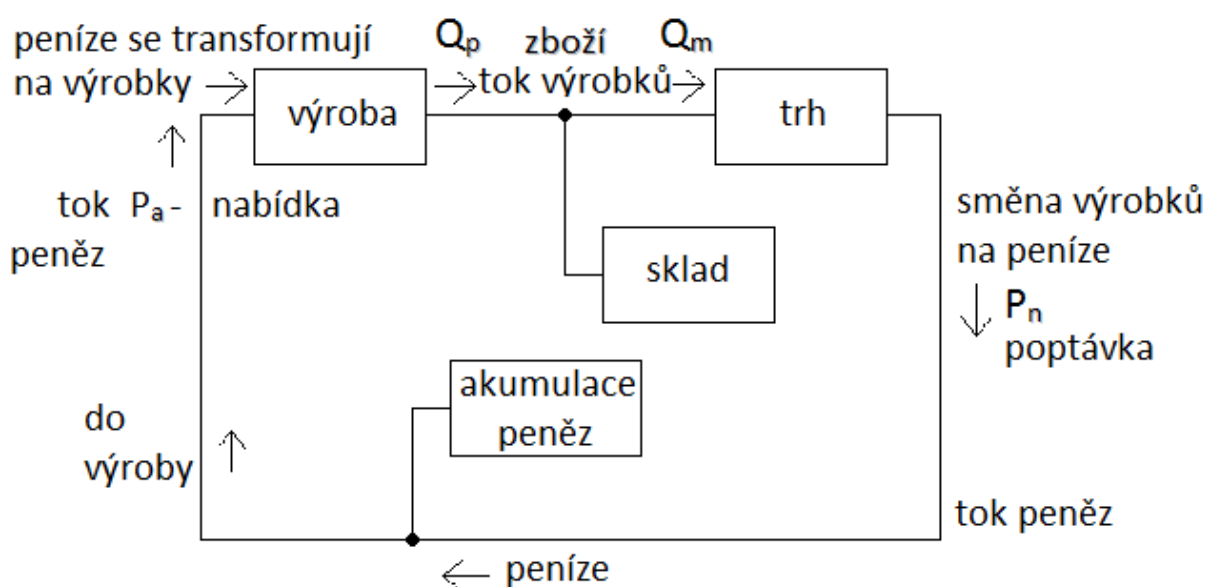 peníze se transformují
na výrobky
Qp zboží Qm
tok výrobků
výroba
trh
tok Pa - nabídka
peněz
směna výrobků
na peníze
Pn
poptávka
sklad
akumulace
peněz
do
výroby
tok peněz
peníze